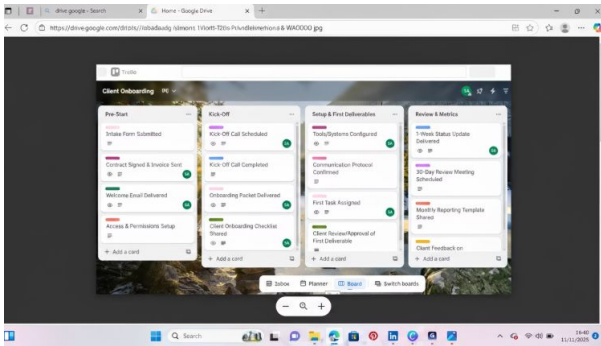 drive google - Search
Home - Google Drive
Trello
Client Onboarding
Pre-Start
Intake Form Submitted
Contract Signed & Invoice Sent
Welcome Email Delivered
Access & Permissions Setup
+ Add a card
Kick-Off
Kick-Off Call Scheduled
Kick-Off Call Completed
Onboarding Packet Delivered
Client Onboarding Checklist
Shared
+ Add a card
Setup & First Deliverables
Tools/Systems Configured
Communication Protocol
Confirmed
First Task Assigned
Client Review/Approval of
First Deliverable
+ Add a card
Review & Metrics
1-Week Status Update
Delivered
30-Day Review Meeting
Scheduled
Monthly Reporting Template
Shared
Client Feedback on
+ Add a card
Inbox
Planner
Board
Switch boards
Search
16:40
11/11/2025